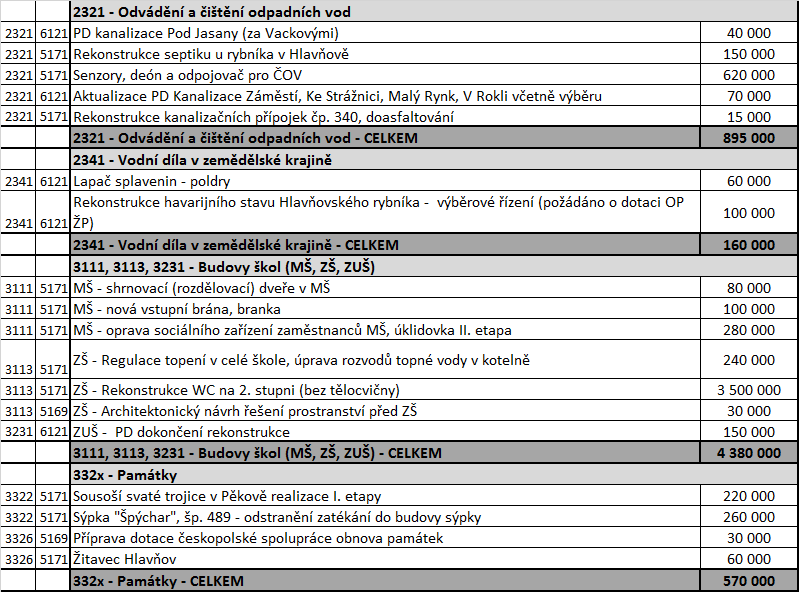 2321 - Odvádění a čištění odpadních vod
2321 6121 PD kanalizace Pod Jasany (za Vackovými) 40 000
2321 5171 Rekonstrukce septiku u rybníka v Hlavňově 150 000
2321 5171 Senzory, deón a odpojovač pro ČOV 620 000
2321 6121 Aktualizace PD Kanalizace Záměstí, Ke Strážnici, Malý Rynk, V Rokli včetně výběru 70 000
2321 5171 Rekonstrukce kanalizačních přípojek čp. 340, doasfaltování 15 000
2321 - Odvádění a čištění odpadních vod - CELKEM 895 000
2341 - Vodní díla v zemědělské krajině
2341 6121 Lapač splavenin - poldry 60 000
Rekonstrukce havarijního stavu Hlavňovského rybníka - výběrové řízení (požádáno o dotaci OP
2341 6121 ŽP) 100 000
2341 - Vodní díla v zemědělské krajině - CELKEM 160 000
3111, 3113, 3231 - Budovy škol (MŠ, ZŠ, ZUŠ)
3111 5171 MŠ - shrnovací (rozdělovací) dveře v MŠ 80 000
3111 5171 MŠ - nová vstupní brána, branka 100 000
3111 5171 MŠ - oprava sociálního zařízení zaměstnanců MŠ, úklidovka II. etapa 280 000
3113 5171 ZŠ - Regulace topení v celé škole, úprava rozvodů topné vody v kotelně 240 000
3113 5171 ZŠ - Rekonstrukce WC na 2. stupni (bez tělocvičny) 3 500 000
3113 5169 ZŠ - Architektonický návrh řešení prostranství před ZŠ 30 000
3231 6121 ZUŠ - PD dokončení rekonstrukce 150 000
3111, 3113, 3231 - Budovy škol (MŠ, ZŠ, ZUŠ) - CELKEM 4 380 000
332x - Památky
3322 5171 Sousoší svaté trojice v Pěkově realizace I. etapy 220 000
3322 5171 Sýpka "Špýchar", šp. 489 - odstranění zatékání do budovy sýpky 260 000
3326 5169 Příprava dotace českopolské spolupráce obnova památek 30 000
3326 5171 Žitavec Hlavňov 60 000
332x - Památky - CELKEM 570 000